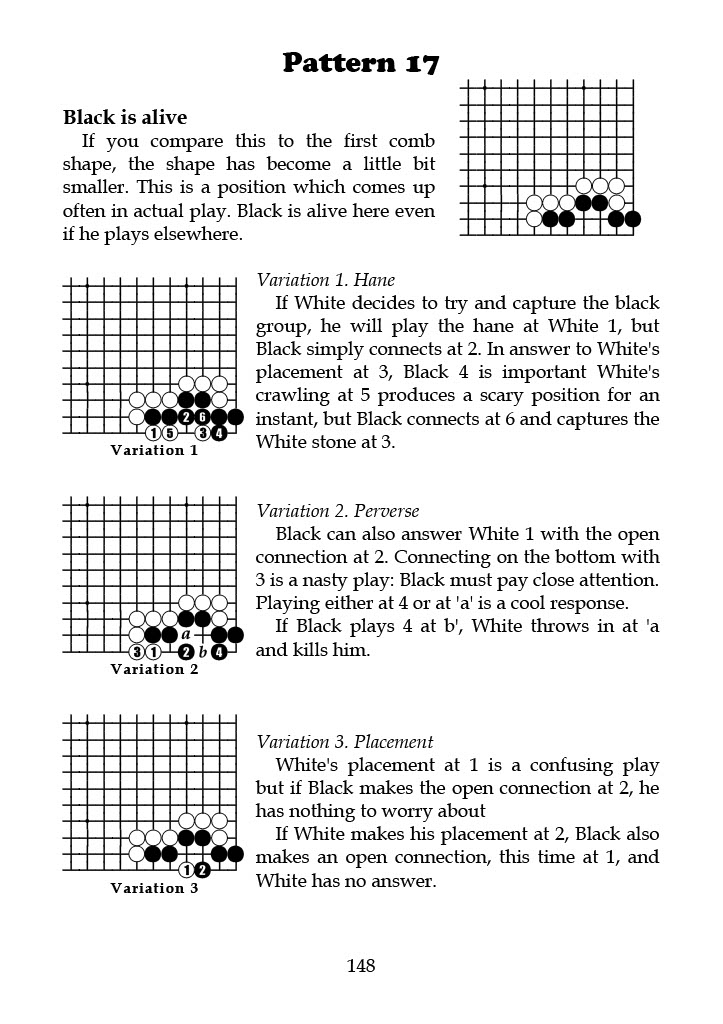 Pattern 17
Black is alive
If you compare this to the first comb
shape, the shape has become a little bit
smaller. This is a position which comes up
often in actual play. Black is alive here even
if he plays elsewhere.
Variation 1. Hane
If White decides to try and capture the black
group, he will play the hane at White 1, but
Black simply connects at 2. In answer to White's
placement at 3, Black 4 is important White's
crawling at 5 produces a scary position for an
instant, but Black connects at 6 and captures the
White stone at 3.
2 6
1 5 3 4
Variation 1
Variation 2. Perverse
Black can also answer White 1 with the open
connection at 2. Connecting on the bottom with
3 is a nasty play: Black must pay close attention.
Playing either at 4 or at 'a' is a cool response.
If Black plays 4 at b', White throws in at 'a
and kills him.
a
3 1 2 b 4
Variation 2
Variation 3. Placement
White's placement at 1 is a confusing play
but if Black makes the open connection at 2, he
has nothing to worry about
If White makes his placement at 2, Black also
makes an open connection, this time at 1, and
White has no answer.
1 2
Variation 3
148